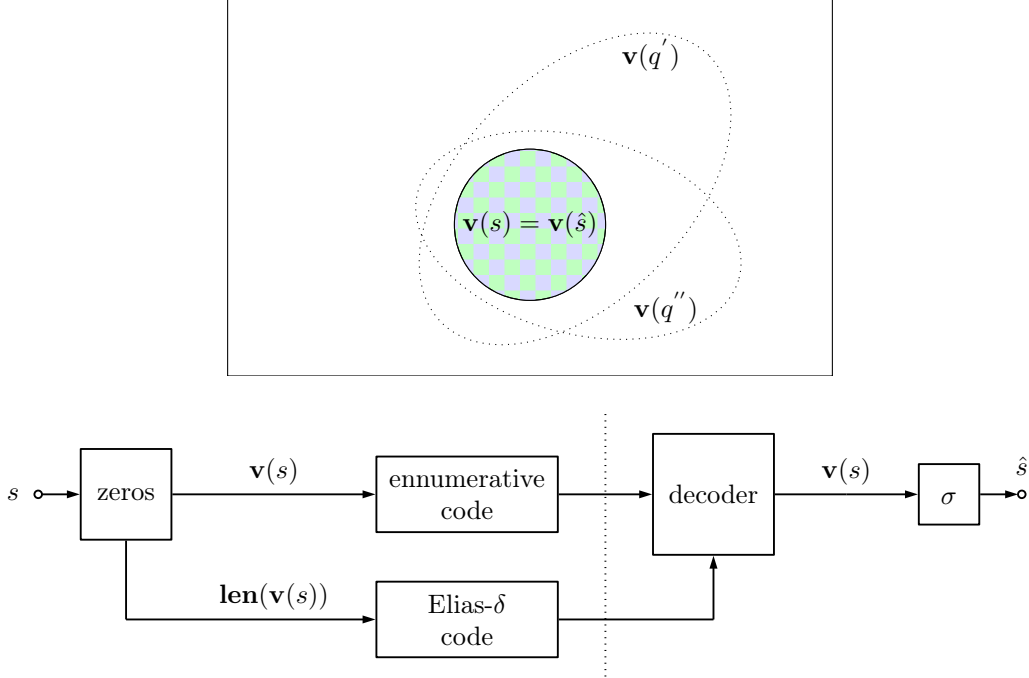 v(q′)
v(s) = v(ŝ)
v(q″)
s
zeros
v(s)
ennumerative
code
decoder
v(s)
σ
ŝ
len(v(s))
Elias-δ
code